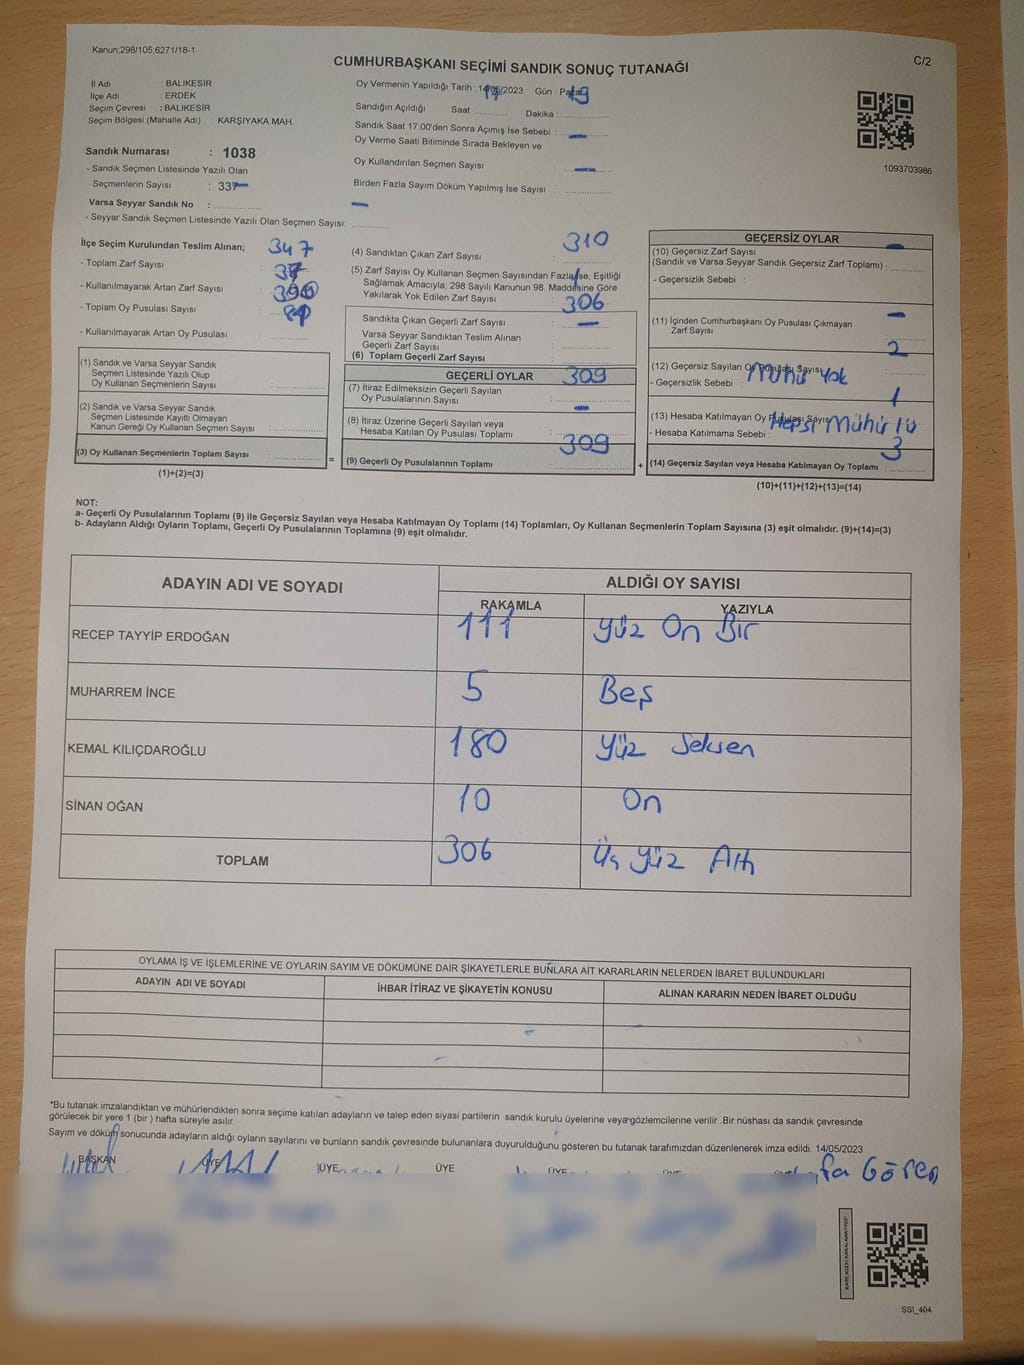 Kanun;298/105;6271/18-1
C/2
CUMHURBAŞKANI SEÇİMİ SANDIK SONUÇ TUTANAĞI
İli Adı : BALIKESİR
İlçe Adı : ERDEK
Seçim Çevresi : BALIKESİR
Seçim Bölgesi (Mahalle Adı) : KARŞIYAKA MAH.
Sandık Numarası : 1038
- Sandık Seçmen Listesinde Yazılı Olan
Seçmenlerin Sayısı : 337
Varsa Seyyar Sandık No :
- Seyyar Sandık Seçmen Listesinde Yazılı Olan Seçmen Sayısı:
Oy Vermenin Yapıldığı Tarih : 14/05/2023 Gün : Pazar
17 19
Sandığın Açıldığı Saat Dakika :
Sandık Saat 17:00'den Sonra Açımış İse Sebebi :
Oy Verme Saati Bitiminde Sırada Bekleyen ve
Oy Kullandırılan Seçmen Sayısı :
Birden Fazla Sayım Döküm Yapılmış İse Sayısı :
1093703986
İlçe Seçim Kurulundan Teslim Alınan;
347
- Toplam Zarf Sayısı :
37
- Kullanılmayarak Artan Zarf Sayısı :
- Toplam Oy Pusulası Sayısı :
- Kullanılmayarak Artan Oy Pusulası
(1) Sandık ve Varsa Seyyar Sandık
Seçmen Listesinde Yazılı Olup
Oy Kullanan Seçmenlerin Sayısı :
(2) Sandık ve Varsa Seyyar Sandık
Seçmen Listesinde Kayıtlı Olmayan
Kanun Gereği Oy Kullanan Seçmen Sayısı :
(3) Oy Kullanan Seçmenlerin Toplam Sayısı :
(1)+(2)=(3)
310
(4) Sandıktan Çıkan Zarf Sayısı :
(5) Zarf Sayısı Oy Kullanan Seçmen Sayısından Fazla İse, Eşitliği
Sağlamak Amacıyla; 298 Sayılı Kanunun 98. Maddesine Göre
Yakılarak Yok Edilen Zarf Sayısı :
306
Sandıkta Çıkan Geçerli Zarf Sayısı :
Varsa Seyyar Sandıktan Teslim Alınan
Geçerli Zarf Sayısı :
(6) Toplam Geçerli Zarf Sayısı :
GEÇERLİ OYLAR
309
(7) İtiraz Edilmeksizin Geçerli Sayılan
Oy Pusulalarının Sayısı :
(8) İtiraz Üzerine Geçerli Sayılan veya
Hesaba Katılan Oy Pusulası Toplamı :
309
= (9) Geçerli Oy Pusulalarının Toplamı : +
GEÇERSİZ OYLAR
(10) Geçersiz Zarf Sayısı
(Sandık ve Varsa Seyyar Sandık Geçersiz Zarf Toplamı) :
- Geçersizlik Sebebi
(11) İçinden Cumhurbaşkanı Oy Pusulası Çıkmayan
Zarf Sayısı
2
(12) Geçersiz Sayılan Oy Pusulası Sayısı
- Geçersizlik Sebebi : Mühür Yok
1
(13) Hesaba Katılmayan Oy Pusulası Sayısı
- Hesaba Katılmama Sebebi : Hepsi Mühürlü
3
(14) Geçersiz Sayılan veya Hesaba Katılmayan Oy Toplamı :
(10)+(11)+(12)+(13)=(14)
NOT:
a- Geçerli Oy Pusulalarının Toplamı (9) ile Geçersiz Sayılan veya Hesaba Katılmayan Oy Toplamı (14) Toplamları, Oy Kullanan Seçmenlerin Toplam Sayısına (3) eşit olmalıdır. (9)+(14)=(3)
b- Adayların Aldığı Oyların Toplamı, Geçerli Oy Pusulalarının Toplamına (9) eşit olmalıdır.
ADAYIN ADI VE SOYADI ALDIĞI OY SAYISI
RAKAMLA YAZIYLA
RECEP TAYYİP ERDOĞAN 111 Yüz On Bir
MUHARREM İNCE 5 Beş
KEMAL KILIÇDAROĞLU 180 Yüz Seksen
SİNAN OĞAN 10 On
TOPLAM 306 Üç Yüz Altı
OYLAMA İŞ VE İŞLEMLERİNE VE OYLARIN SAYIM VE DÖKÜMÜNE DAİR ŞİKAYETLERLE BUNLARA AİT KARARLARIN NELERDEN İBARET BULUNDUKLARI
ADAYIN ADI VE SOYADI İHBAR İTİRAZ VE ŞİKAYETİN KONUSU ALINAN KARARIN NEDEN İBARET OLDUĞU
*Bu tutanak imzalandıktan ve mühürlendikten sonra seçime katılan adayların ve talep eden siyasi partilerin sandık kurulu üyelerine veya gözlemcilerine verilir .Bir nüshası da sandık çevresinde
görülecek bir yere 1 (bir ) hafta süreyle asılır.
Sayım ve döküm sonucunda adayların aldığı oyların sayılarını ve bunların sandık çevresinde bulunanlara duyurulduğunu gösteren bu tutanak tarafımızdan düzenlenerek imza edildi. 14/05/2023
BAŞKAN ÜYE ÜYE ÜYE ÜYE
fa Gören
SSI_404